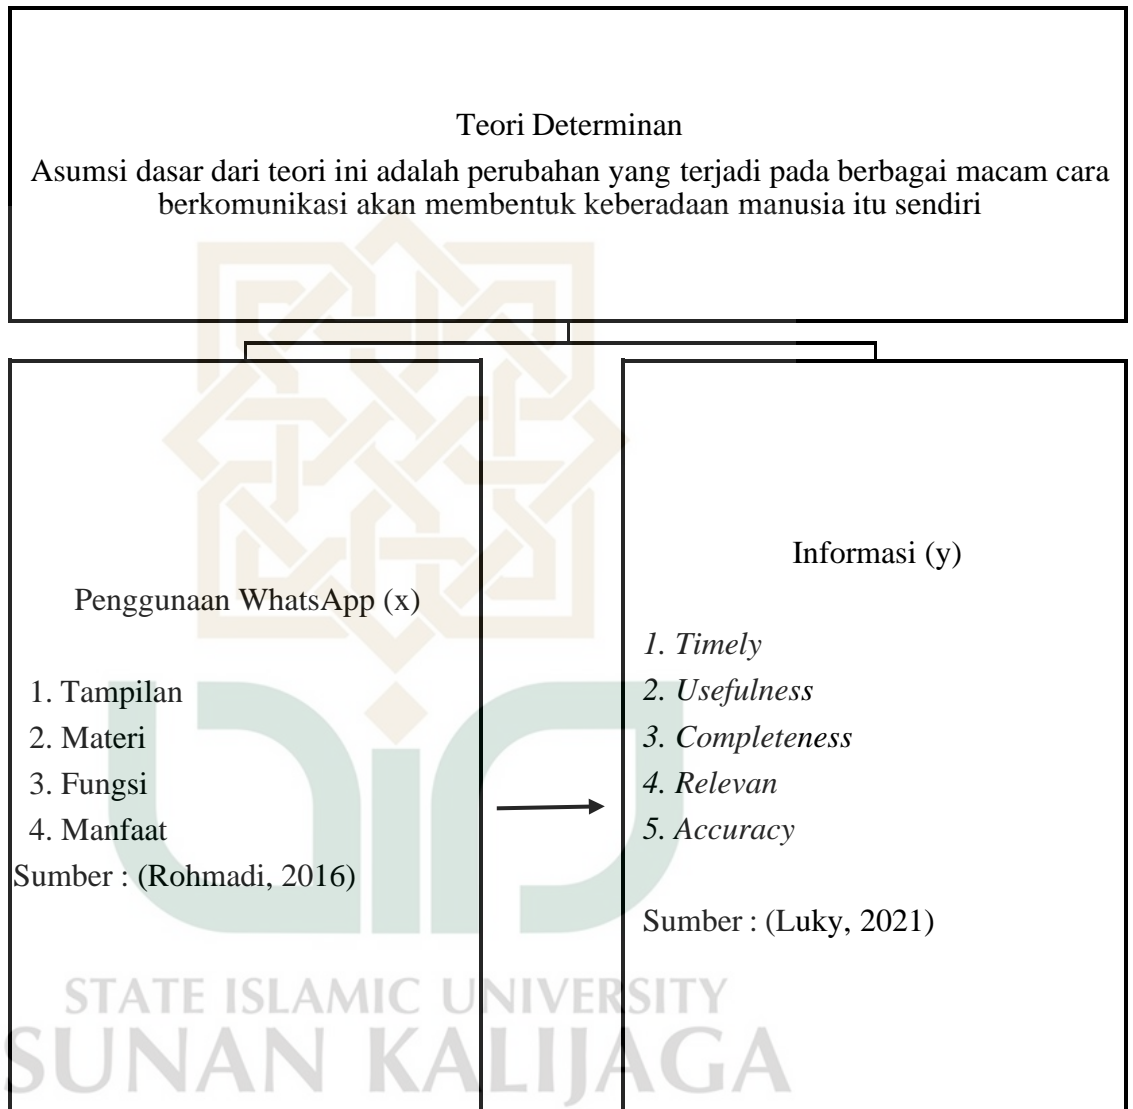 Teori Determinan
Asumsi dasar dari teori ini adalah perubahan yang terjadi pada berbagai macam cara
berkomunikasi akan membentuk keberadaan manusia itu sendiri
Penggunaan WhatsApp (x)
1. Tampilan
2. Materi
3. Fungsi
4. Manfaat
Sumber : (Rohmadi, 2016)
Informasi (y)
1. Timely
2. Usefulness
3. Completeness
4. Relevan
5. Accuracy
Sumber : (Luky, 2021)
STATE ISLAMIC UNIVERSITY
SUNAN KALIJAGA